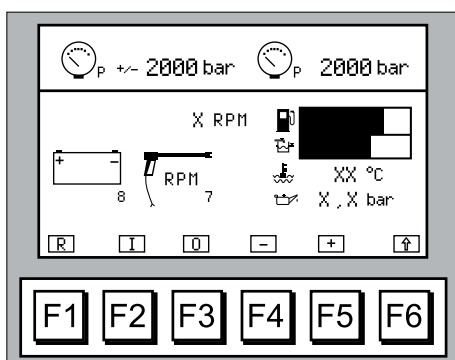 P +/- 2000 bar P 2000 bar
X RPM
+ -
RPM
XX °C
8 7
X,X bar
R I 0 - + ↑
F1 F2 F3 F4 F5 F6